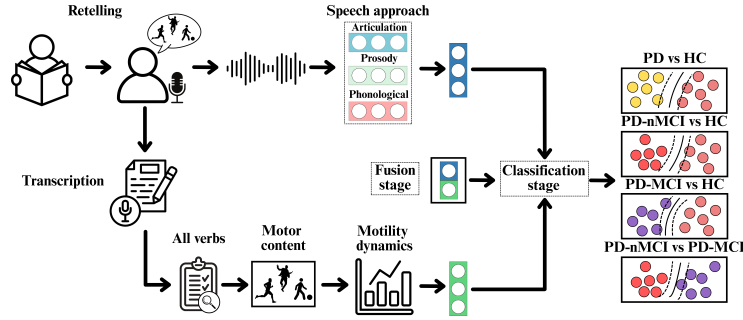 Retelling
Speech approach
Articulation
Prosody
Phonological
PD vs HC
PD-nMCI vs HC
PD-MCI vs HC
PD-nMCI vs PD-MCI
Fusion
stage
Classification
stage
Transcription
All verbs
Motor
content
Motility
dynamics